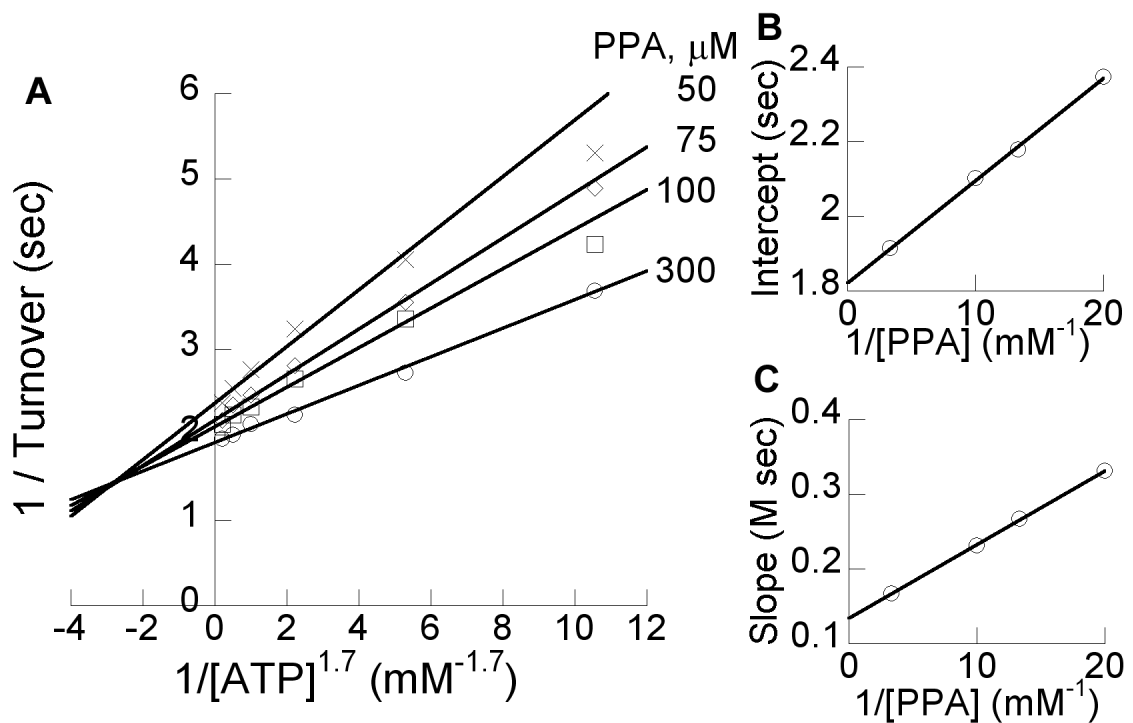 A
PPA, μM
50
75
100
300
1 / Turnover (sec)
6
5
4
3
2
1
0
-4 -2 0 2 4 6 8 10 12
1/[ATP]^1.7 (mM^-1.7)
B
Intercept (sec)
2.4
2.2
2
1.8
0 10 20
1/[PPA] (mM^-1)
C
Slope (M sec)
0.4
0.3
0.2
0.1
0 10 20
1/[PPA] (mM^-1)